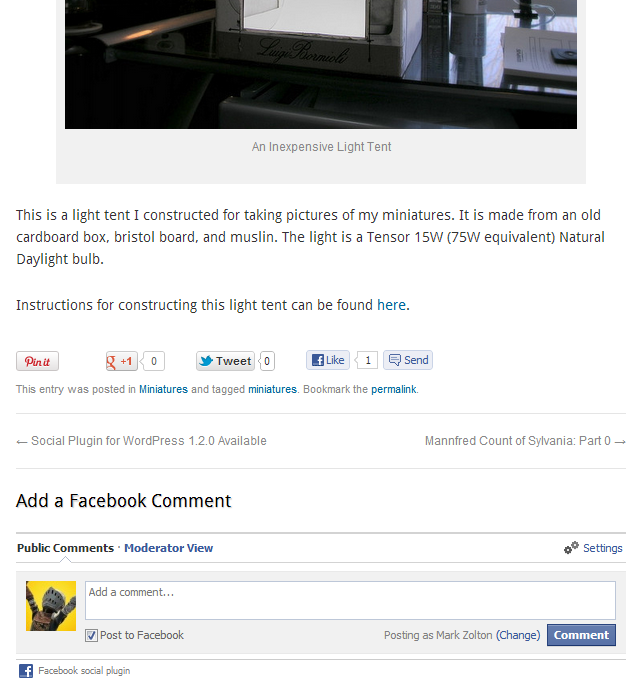 Luigi Bormioli
An Inexpensive Light Tent
This is a light tent I constructed for taking pictures of my miniatures. It is made from an old
cardboard box, bristol board, and muslin. The light is a Tensor 15W (75W equivalent) Natural
Daylight bulb.
Instructions for constructing this light tent can be found here.
Pin it g +1 0 Tweet 0 Like 1 Send
This entry was posted in Miniatures and tagged miniatures. Bookmark the permalink.
← Social Plugin for WordPress 1.2.0 Available Mannfred Count of Sylvania: Part 0 →
Add a Facebook Comment
Public Comments · Moderator View Settings
Add a comment...
Post to Facebook Posting as Mark Zolton (Change) Comment
f Facebook social plugin